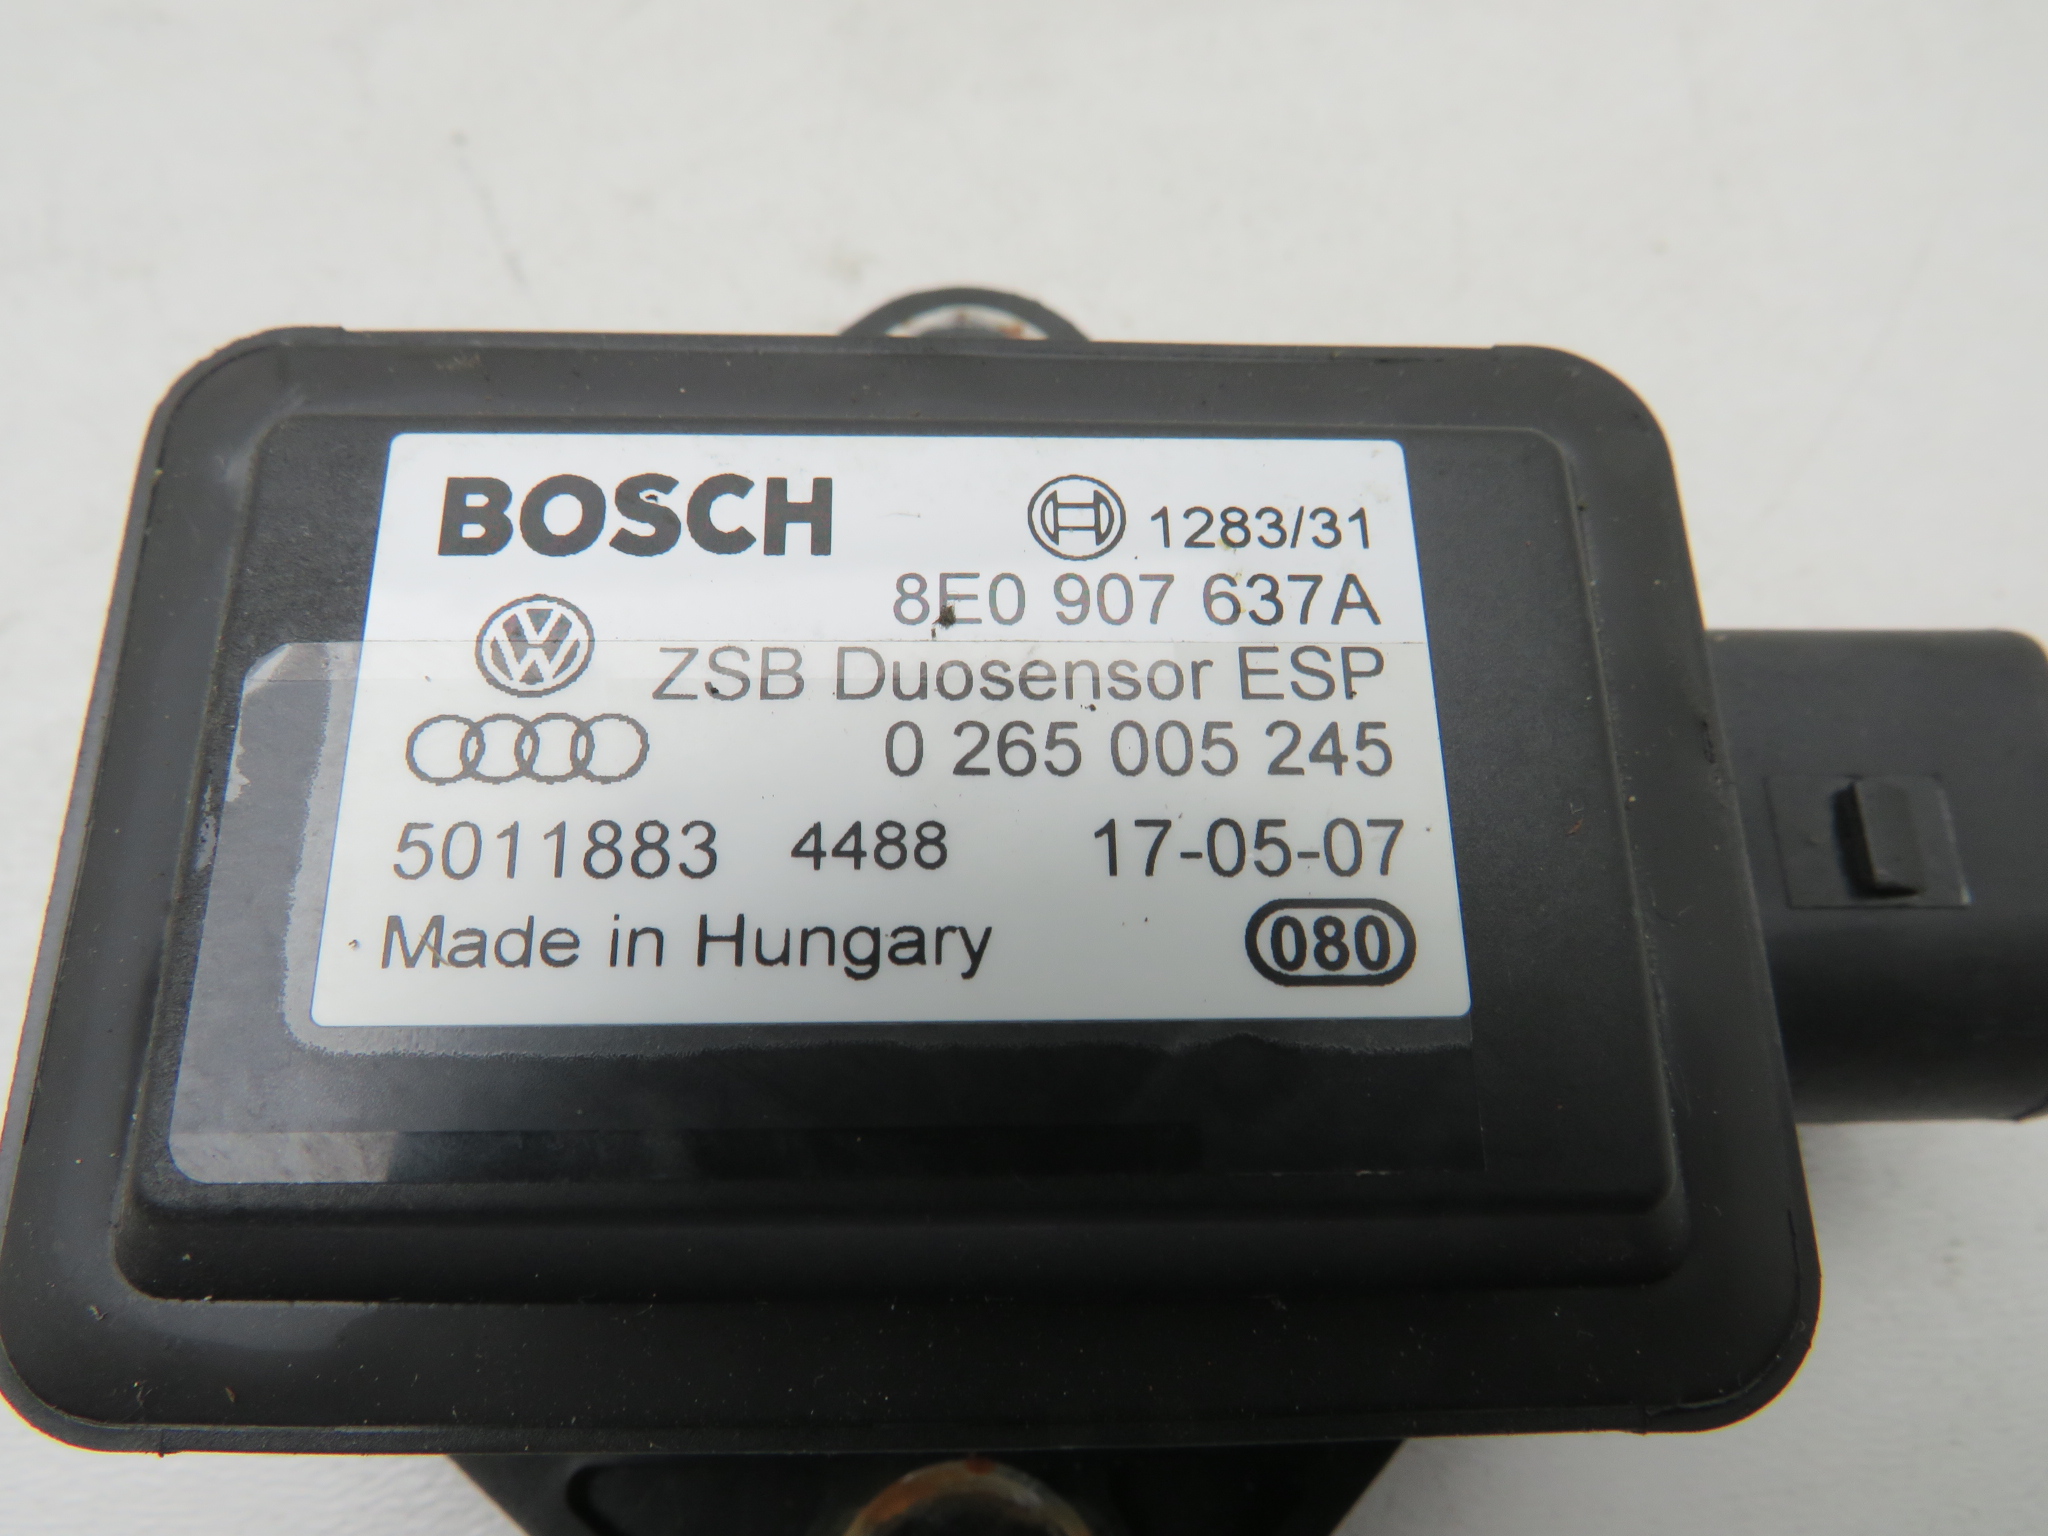 BOSCH 1283/31
8E0 907 637A
ZSB Duosensor ESP
0 265 005 245
5011883 4488 17-05-07
Made in Hungary 080